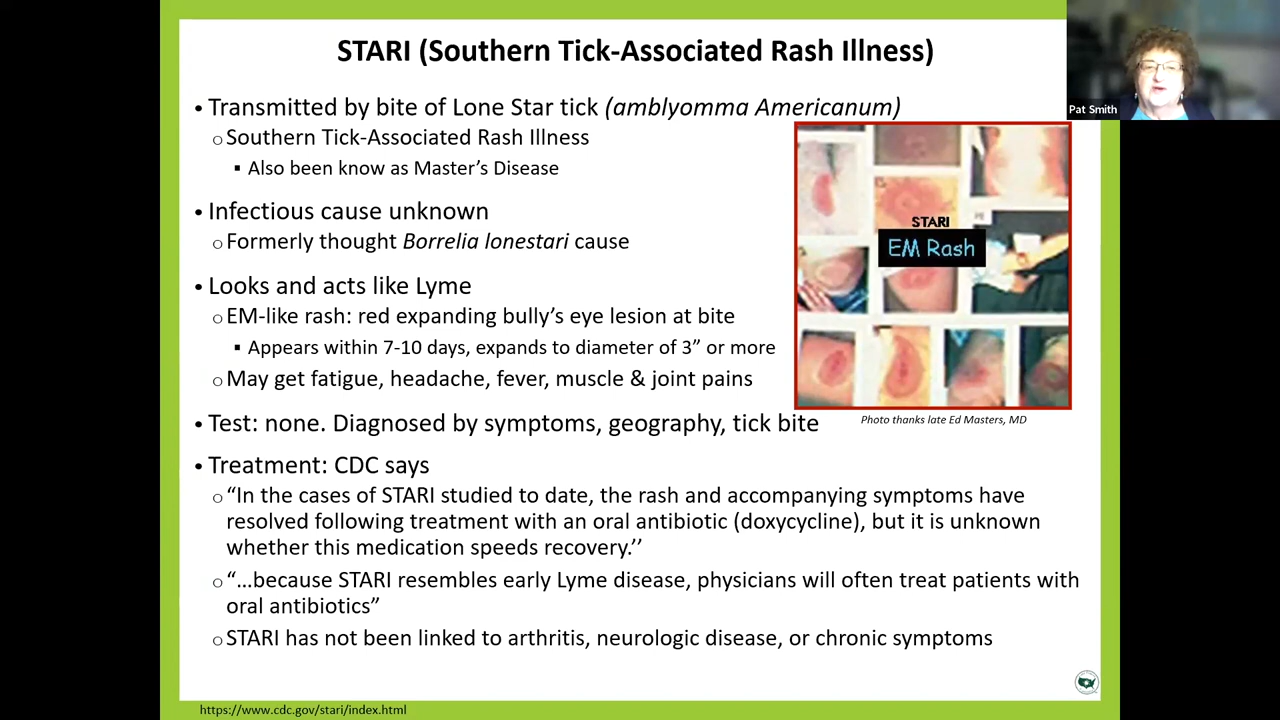 STARI (Southern Tick-Associated Rash Illness)
Pat Smith
• Transmitted by bite of Lone Star tick (amblyomma Americanum)
o Southern Tick-Associated Rash Illness
▪ Also been know as Master's Disease
• Infectious cause unknown
o Formerly thought Borrelia lonestari cause
• Looks and acts like Lyme
o EM-like rash: red expanding bully's eye lesion at bite
▪ Appears within 7-10 days, expands to diameter of 3” or more
o May get fatigue, headache, fever, muscle & joint pains
STARI
EM Rash
Photo thanks late Ed Masters, MD
• Test: none. Diagnosed by symptoms, geography, tick bite
• Treatment: CDC says
o “In the cases of STARI studied to date, the rash and accompanying symptoms have
resolved following treatment with an oral antibiotic (doxycycline), but it is unknown
whether this medication speeds recovery.’’
o “…because STARI resembles early Lyme disease, physicians will often treat patients with
oral antibiotics”
o STARI has not been linked to arthritis, neurologic disease, or chronic symptoms
https://www.cdc.gov/stari/index.html